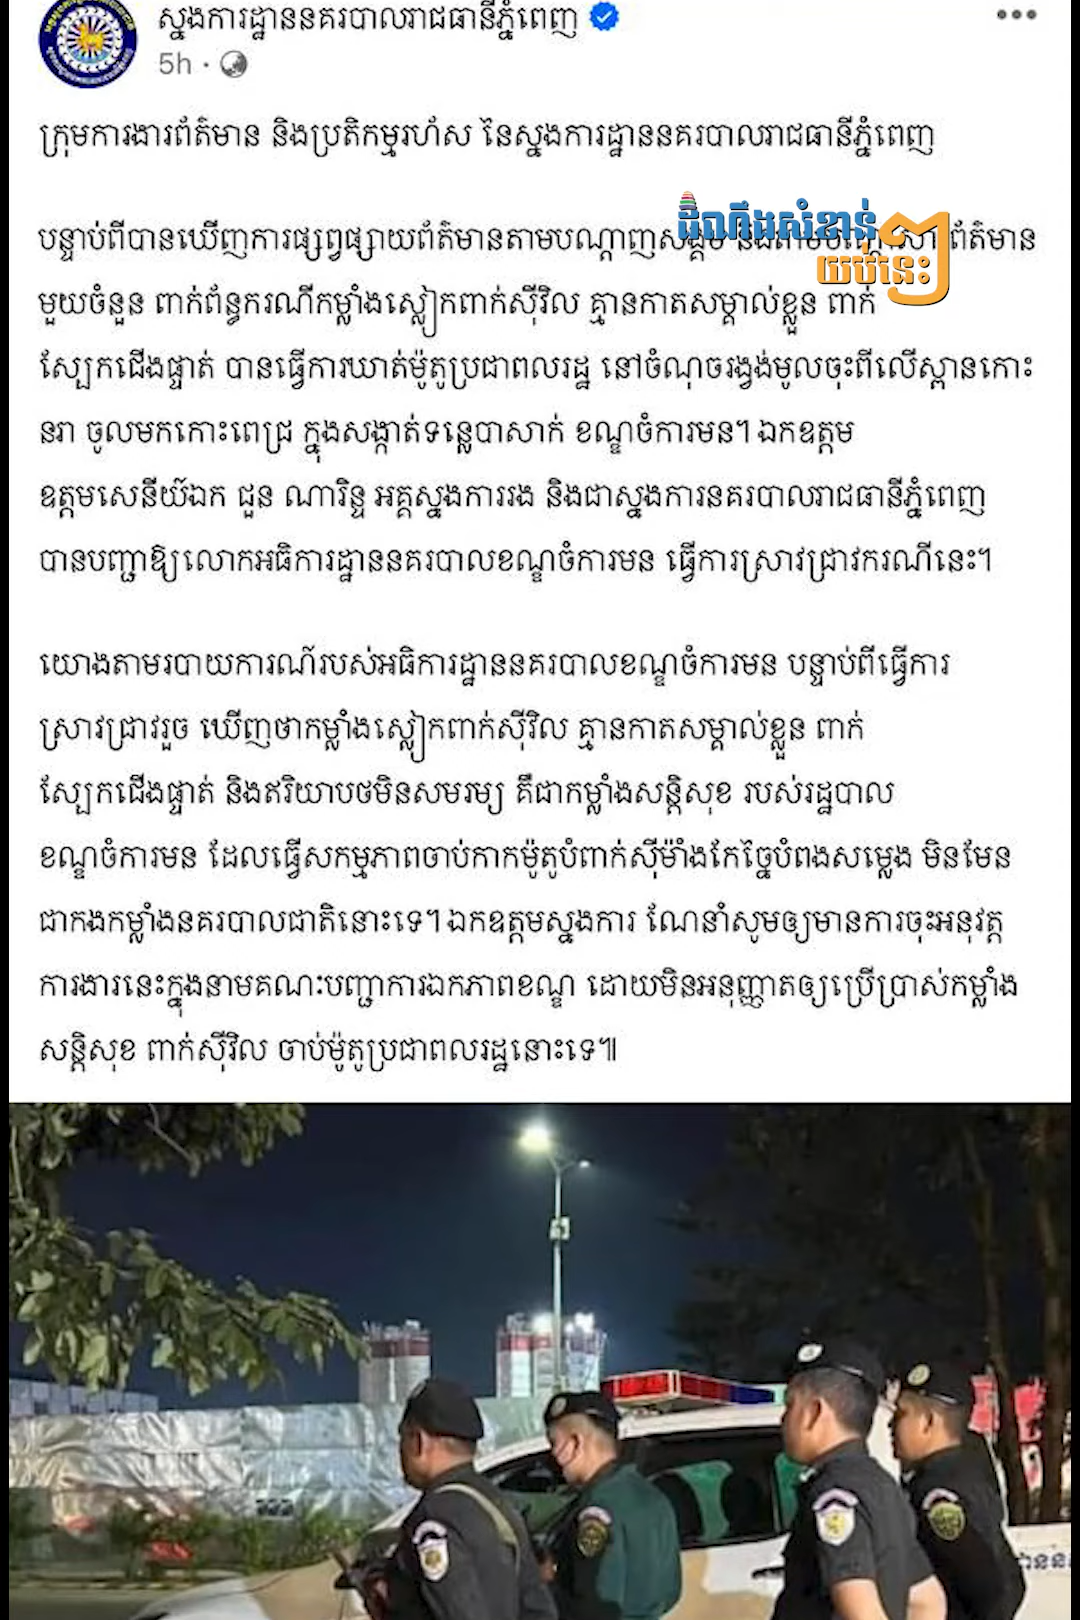 ស្នងការដ្ឋាននគរបាលរាជធានីភ្នំពេញ
5h
ក្រុមការងារព័ត៌មាន និងប្រតិកម្មរហ័ស នៃស្នងការដ្ឋាននគរបាលរាជធានីភ្នំពេញ
ដំណឹងសំខាន់ៗ
យប់នេះ
បន្ទាប់ពីបានឃើញការផ្សព្វផ្សាយព័ត៌មានតាមបណ្តាញសង្គម និងតាមបណ្តាញសារព័ត៌មាន
មួយចំនួន ពាក់ព័ន្ធករណីកម្លាំងស្លៀកពាក់ស៊ីវិល គ្មានកាតសម្គាល់ខ្លួន ពាក់
ស្បែកជើងផ្ទាត់ បានធ្វើការឃាត់ម៉ូតូប្រជាពលរដ្ឋ នៅចំណុចរង្វង់មូលចុះពីលើស្ពានកោះ
នរា ចូលមកកោះពេជ្រ ក្នុងសង្កាត់ទន្លេបាសាក់ ខណ្ឌចំការមន។ ឯកឧត្តម
ឧត្តមសេនីយ៍ឯក ជួន ណារិន្ទ អគ្គស្នងការរង និងជាស្នងការនគរបាលរាជធានីភ្នំពេញ
បានបញ្ជាឱ្យលោកអធិការដ្ឋាននគរបាលខណ្ឌចំការមន ធ្វើការស្រាវជ្រាវករណីនេះ។
យោងតាមរបាយការណ៍របស់អធិការដ្ឋាននគរបាលខណ្ឌចំការមន បន្ទាប់ពីធ្វើការ
ស្រាវជ្រាវរួច ឃើញថាកម្លាំងស្លៀកពាក់ស៊ីវិល គ្មានកាតសម្គាល់ខ្លួន ពាក់
ស្បែកជើងផ្ទាត់ និងឥរិយាបថមិនសមរម្យ គឺជាកម្លាំងសន្តិសុខ របស់រដ្ឋបាល
ខណ្ឌចំការមន ដែលធ្វើសកម្មភាពចាប់កាកម៉ូតូបំពាក់ស៊ីម៉ាំងកែច្នៃបំពងសម្លេង មិនមែន
ជាកងកម្លាំងនគរបាលជាតិនោះទេ។ ឯកឧត្តមស្នងការ ណែនាំសូមឲ្យមានការចុះអនុវត្ត
ការងារនេះក្នុងនាមគណៈបញ្ជាការឯកភាពខណ្ឌ ដោយមិនអនុញ្ញាតឲ្យប្រើប្រាស់កម្លាំង
សន្តិសុខ ពាក់ស៊ីវិល ចាប់ម៉ូតូប្រជាពលរដ្ឋនោះទេ៕